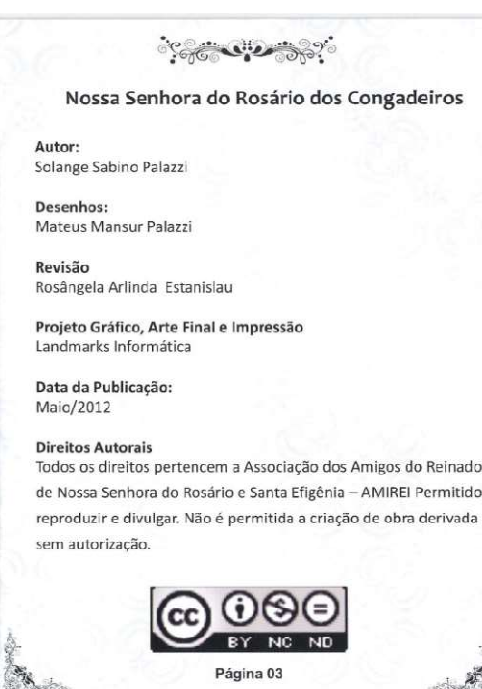 Nossa Senhora do Rosário dos Congadeiros
Autor:
Solange Sabino Palazzi
Desenhos:
Mateus Mansur Palazzi
Revisão
Rosângela Arlinda Estanislau
Projeto Gráfico, Arte Final e Impressão
Landmarks Informática
Data da Publicação:
Maio/2012
Direitos Autorais
Todos os direitos pertencem a Associação dos Amigos do Reinado
de Nossa Senhora do Rosário e Santa Efigênia – AMIREI Permitido
reproduzir e divulgar. Não é permitida a criação de obra derivada
sem autorização.
cc
BY NC ND
Página 03